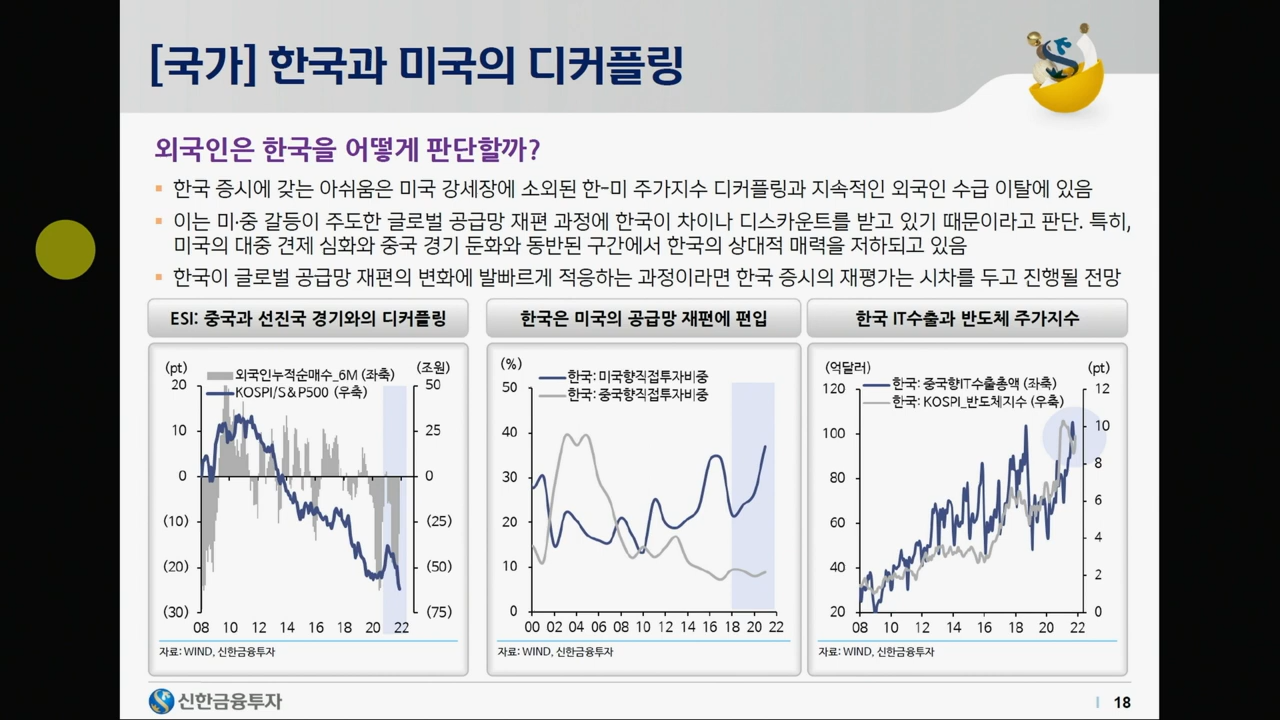 [국가] 한국과 미국의 디커플링
외국인은 한국을 어떻게 판단할까?
▪ 한국 증시에 갖는 아쉬움은 미국 강세장에 소외된 한-미 주가지수 디커플링과 지속적인 외국인 수급 이탈에 있음
▪ 이는 미·중 갈등이 주도한 글로벌 공급망 재편 과정에 한국이 차이나 디스카운트를 받고 있기 때문이라고 판단. 특히,
미국의 대중 견제 심화와 중국 경기 둔화와 동반된 구간에서 한국의 상대적 매력을 저하되고 있음
▪ 한국이 글로벌 공급망 재편의 변화에 발빠르게 적응하는 과정이라면 한국 증시의 재평가는 시차를 두고 진행될 전망
ESI: 중국과 선진국 경기와의 디커플링
(pt) (조원)
외국인누적순매수_6M (좌축)
KOSPI/S&P500 (우축)
20 50
10 25
0 0
(10) (25)
(20) (50)
(30) (75)
08 10 12 14 16 18 20 22
자료: WIND, 신한금융투자
한국은 미국의 공급망 재편에 편입
(%)
한국: 미국향직접투자비중
한국: 중국향직접투자비중
50
40
30
20
10
0
00 02 04 06 08 10 12 14 16 18 20 22
자료: WIND, 신한금융투자
한국 IT수출과 반도체 주가지수
(억달러) (pt)
한국: 중국향IT수출총액 (좌축)
한국: KOSPI_반도체지수 (우축)
120 12
100 10
80 8
60 6
40 4
20 2
0
08 10 12 14 16 18 20 22
자료: WIND, 신한금융투자
신한금융투자
18